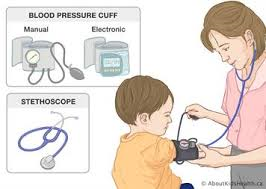 BLOOD PRESSURE CUFF
Manual
Electronic
STETHOSCOPE
© AboutKidsHealth.ca